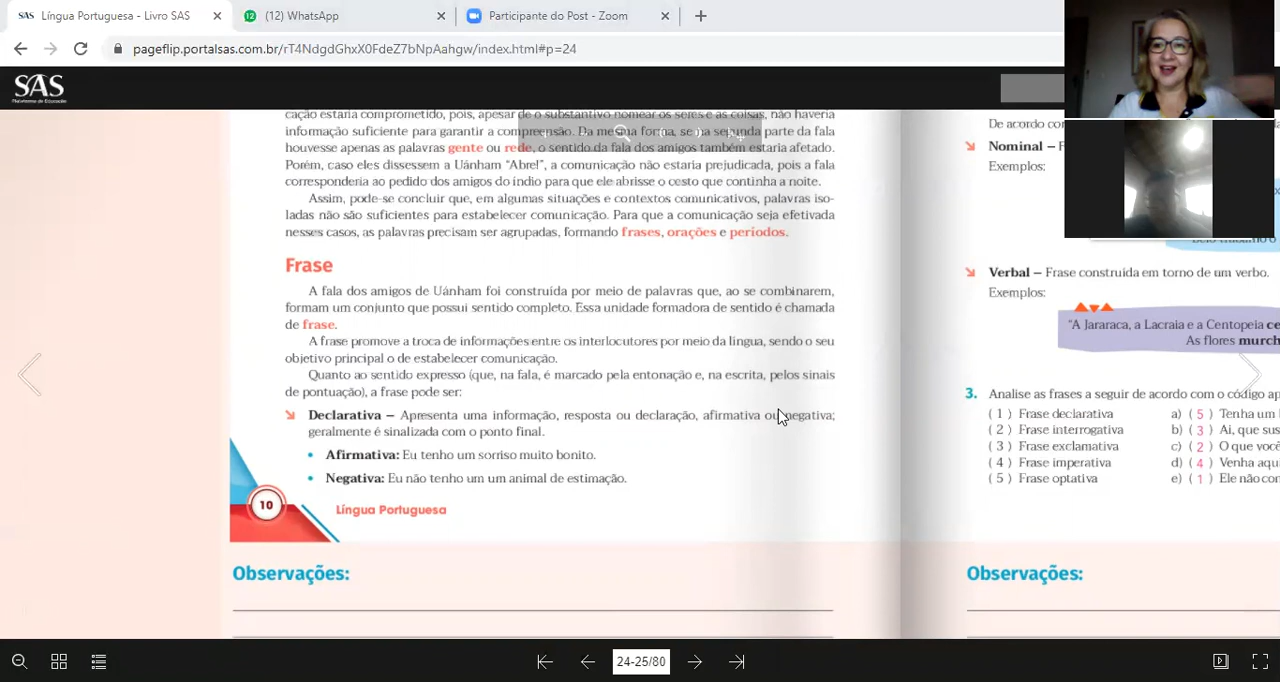 Língua Portuguesa - Livro SAS
(12) WhatsApp
Participante do Post - Zoom
pageflip.portalsas.com.br/rT4NdgdGhxX0FdeZ7bNpAahgw/index.html#p=24
SAS
Plataforma de Educação
cação estaria comprometido, pois, apesar de o substantivo nomear os seres e as coisas, não haveria
informação suficiente para garantir a compreensão. Da mesma forma, se na segunda parte da fala
houvesse apenas as palavras gente ou rede, o sentido da fala dos amigos também estaria afetado.
Porém, caso eles dissessem a Uánham "Abre!", a comunicação não estaria prejudicada, pois a fala
corresponderia ao pedido dos amigos do índio para que ele abrisse o cesto que continha a noite.
Assim, pode-se concluir que, em algumas situações e contextos comunicativos, palavras iso-
ladas não são suficientes para estabelecer comunicação. Para que a comunicação seja efetivada
nesses casos, as palavras precisam ser agrupadas, formando frases, orações e períodos.
Frase
A fala dos amigos de Uánham foi construída por meio de palavras que, ao se combinarem,
formam um conjunto que possui sentido completo. Essa unidade formadora de sentido é chamada
de frase.
A frase promove a troca de informações entre os interlocutores por meio da língua, sendo o seu
objetivo principal o de estabelecer comunicação.
Quanto ao sentido expresso (que, na fala, é marcado pela entonação e, na escrita, pelos sinais
de pontuação), a frase pode ser:
Declarativa – Apresenta uma informação, resposta ou declaração, afirmativa ou negativa;
geralmente é sinalizada com o ponto final.
Afirmativa: Eu tenho um sorriso muito bonito.
Negativa: Eu não tenho um um animal de estimação.
10
Língua Portuguesa
Observações:
De acordo con
Nominal – F
Exemplos:
Verbal – Frase construída em torno de um verbo.
Exemplos:
"A Jararaca, a Lacraia e a Centopeia ce
As flores murch
3. Analise as frases a seguir de acordo com o código ap
( 1 ) Frase declarativa a) ( 5 ) Tenha um
( 2 ) Frase interrogativa b) ( 3 ) Ai, que sus
( 3 ) Frase exclamativa c) ( 2 ) O que você
( 4 ) Frase imperativa d) ( 4 ) Venha aqu
( 5 ) Frase optativa e) ( 1 ) Ele não con
Observações:
24-25/80